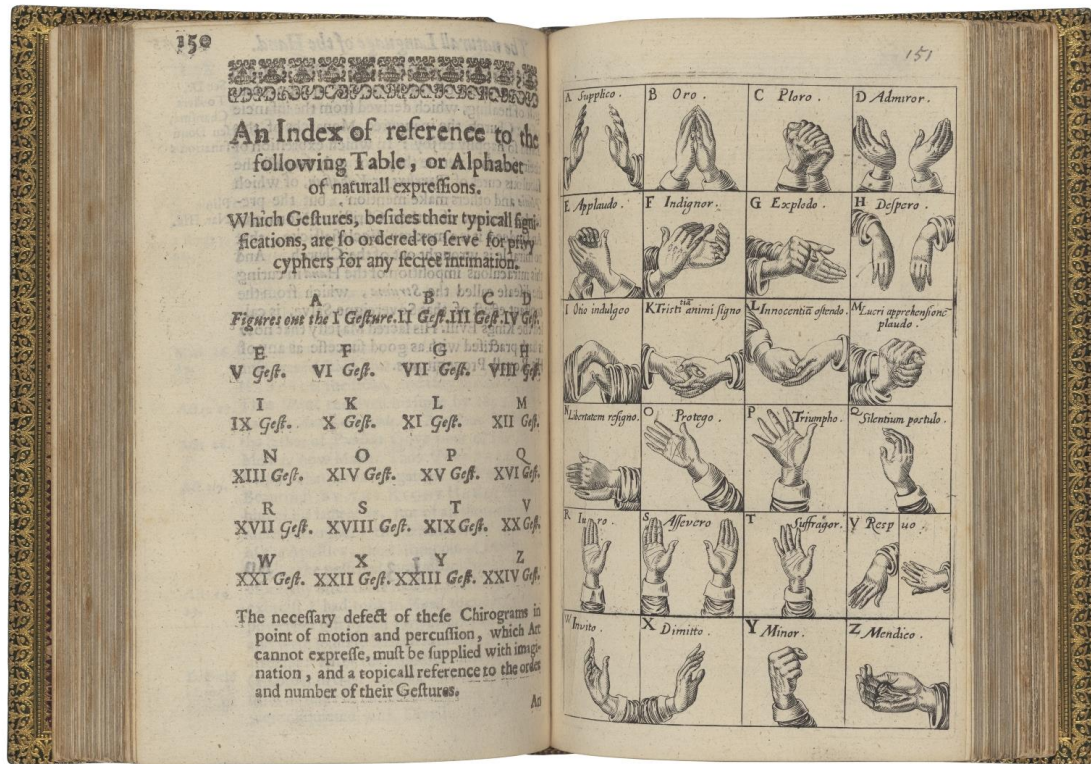 150
An Index of reference to the
following Table, or Alphabet
of naturall expreſſions.
Which Geſtures, beſides their typicall ſigni-
fications, are ſo ordered to ſerve for privy
cyphers for any ſecret intimation.
A B C D
Figures out the I Geſture. II Geſt. III Geſt. IV Geſt.
E F G H
V Geſt. VI Geſt. VII Geſt. VIII Geſt.
I K L M
IX Geſt. X Geſt. XI Geſt. XII Geſt.
N O P Q
XIII Geſt. XIV Geſt. XV Geſt. XVI Geſt.
R S T V
XVII Geſt. XVIII Geſt. XIX Geſt. XX Geſt.
W X Y Z
XXI Geſt. XXII Geſt. XXIII Geſt. XXIV Geſt.
The neceſſary defect of theſe Chirograms in
point of motion and percuſſion, which Art
cannot expreſſe, muſt be ſupplied with imagi-
nation, and a topicall reference to the order
and number of their Geſtures.
An
151
A Supplico. B Oro. C Ploro. D Admiror.
E Applaudo. F Indignor. G Explodo. H Deſpero.
I Otio indulgeo K Triſtitiā animi ſigno L Innocentiā oſtendo. M Lucri apprehenſionē
plaudo.
N Libertatem reſigno. O Protego. P Triumpho. Q Silentium poſtulo.
R Iuro. S Aſſevero T Suffragor. V Reſpuo.
W Invito. X Dimitto. Y Minor. Z Mendico.